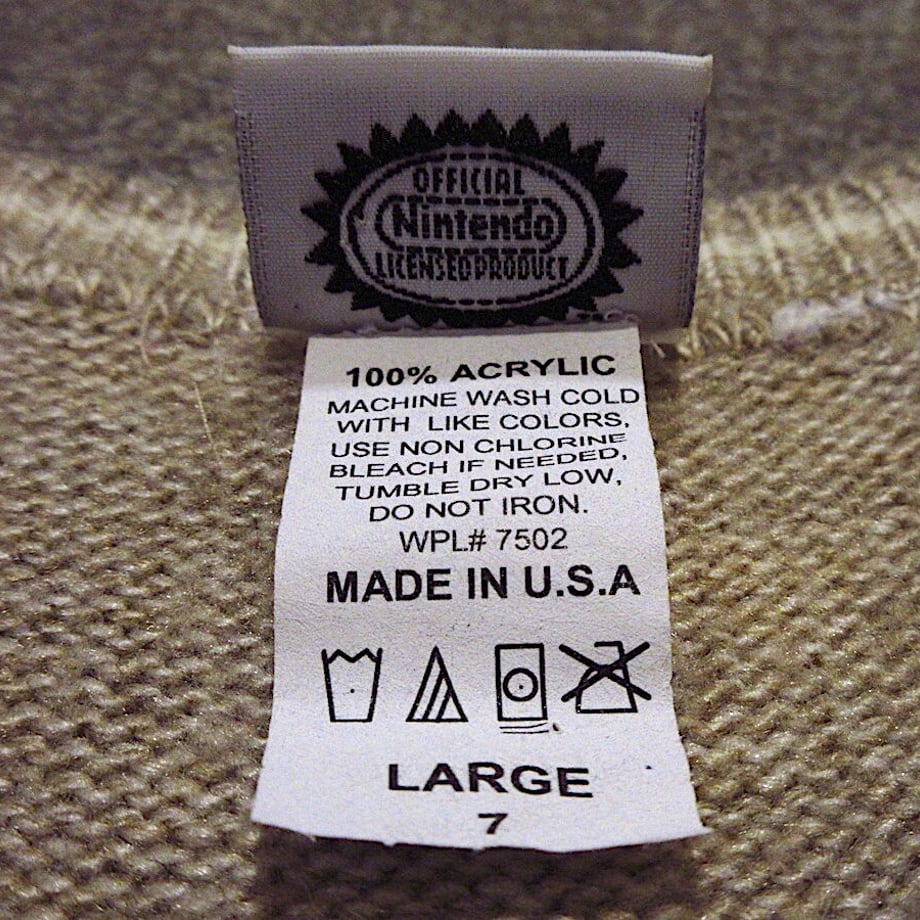 OFFICIAL
Nintendo
LICENSED PRODUCT
100% ACRYLIC
MACHINE WASH COLD
WITH LIKE COLORS,
USE NON CHLORINE
BLEACH IF NEEDED,
TUMBLE DRY LOW,
DO NOT IRON.
WPL# 7502
MADE IN U.S.A
LARGE
7